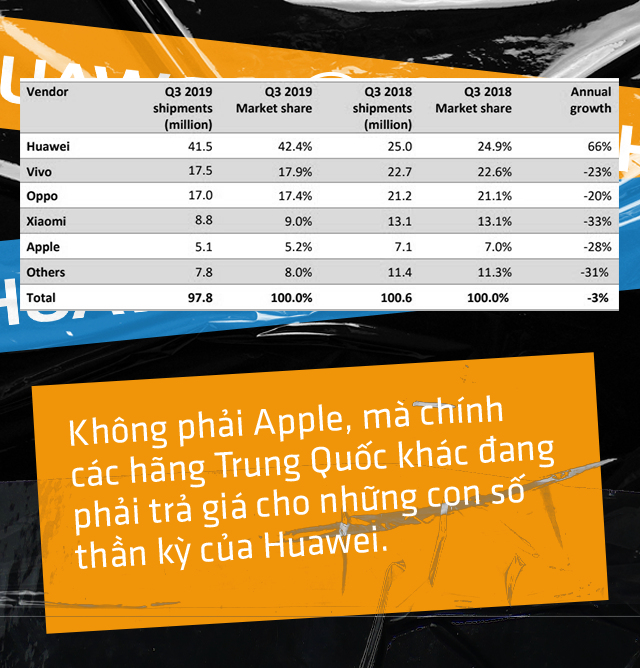 Vendor Q3 2019 shipments (million) Q3 2019 Market share Q3 2018 shipments (million) Q3 2018 Market share Annual growth
Huawei 41.5 42.4% 25.0 24.9% 66%
Vivo 17.5 17.9% 22.7 22.6% -23%
Oppo 17.0 17.4% 21.2 21.1% -20%
Xiaomi 8.8 9.0% 13.1 13.1% -33%
Apple 5.1 5.2% 7.1 7.0% -28%
Others 7.8 8.0% 11.4 11.3% -31%
Total 97.8 100.0% 100.6 100.0% -3%
Không phải Apple, mà chính
các hãng Trung Quốc khác đang
phải trả giá cho những con số
thần kỳ của Huawei.